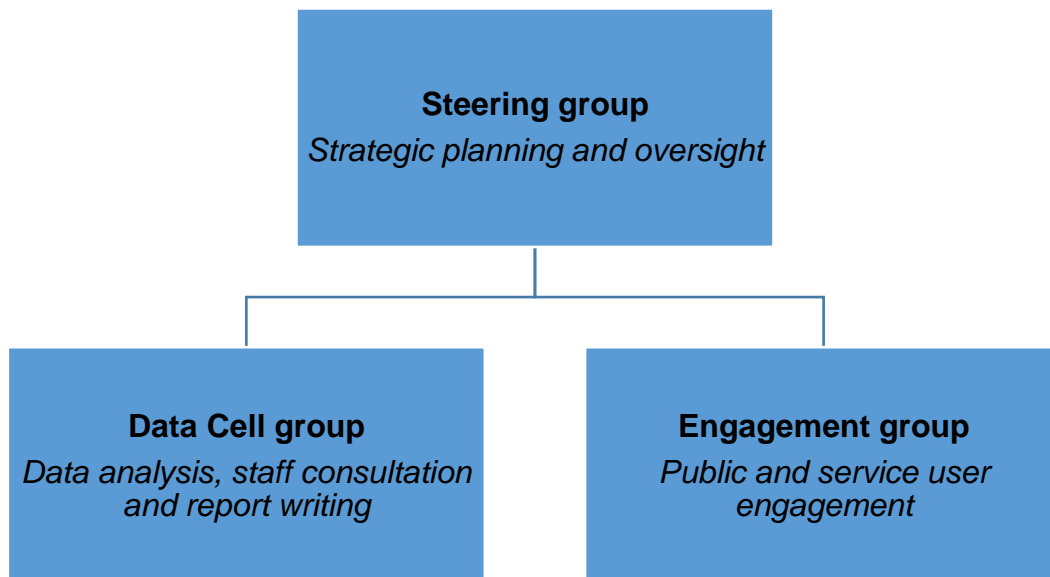 Steering group
Strategic planning and oversight
Data Cell group
Data analysis, staff consultation
and report writing
Engagement group
Public and service user
engagement